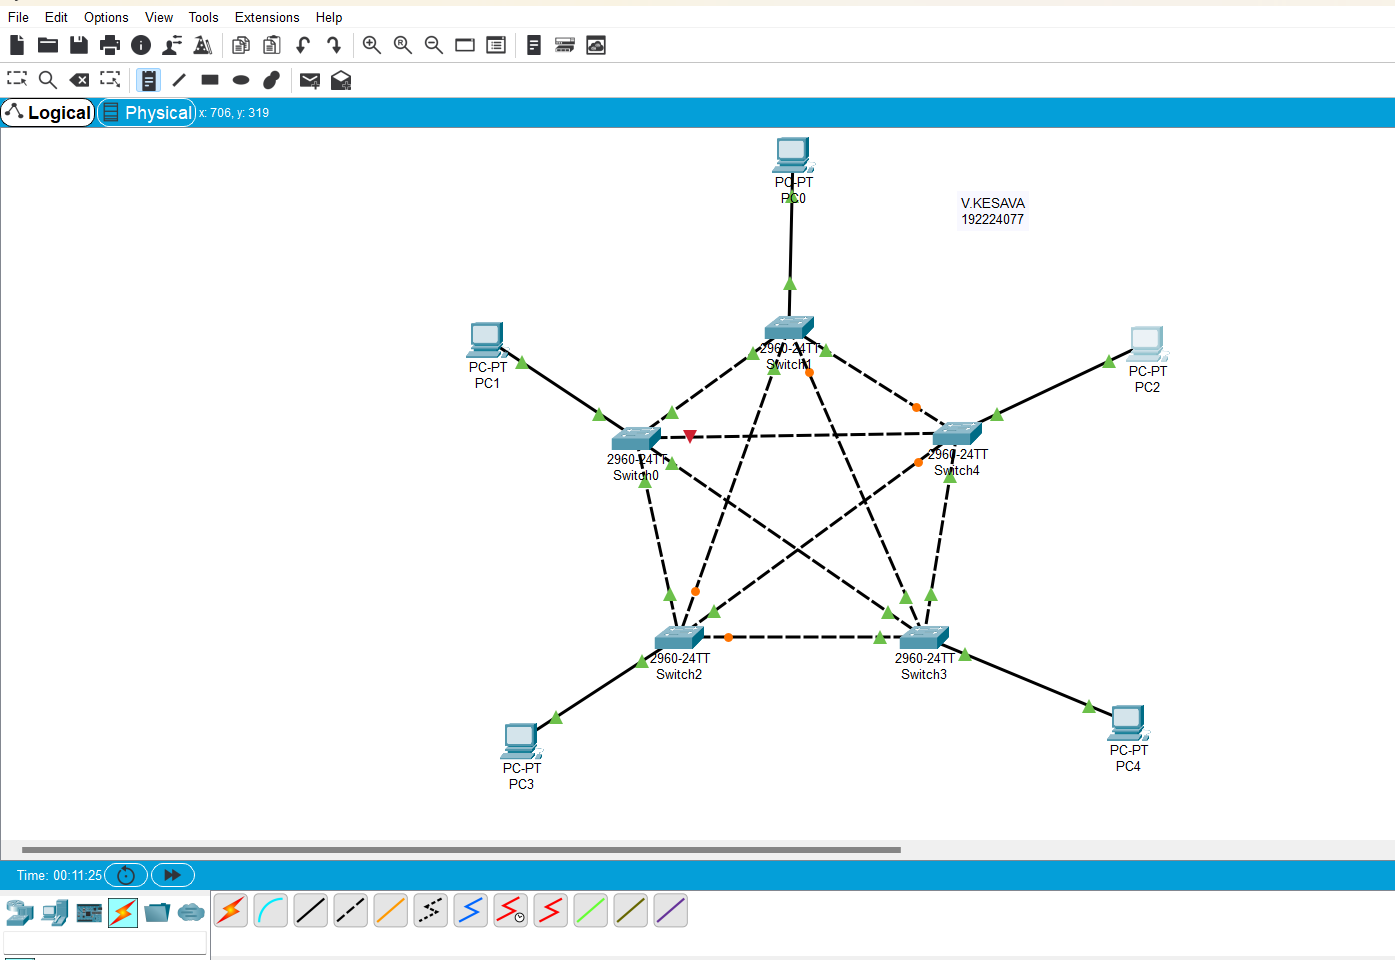 File Edit Options View Tools Extensions Help
Logical Physical x: 706, y: 319
PC-PT
PC0
V.KESAVA
192224077
2960-24TT
Switch1
PC-PT
PC1
PC-PT
PC2
2960-24TT
Switch0
2960-24TT
Switch4
2960-24TT
Switch2
2960-24TT
Switch3
PC-PT
PC3
PC-PT
PC4
Time: 00:11:25